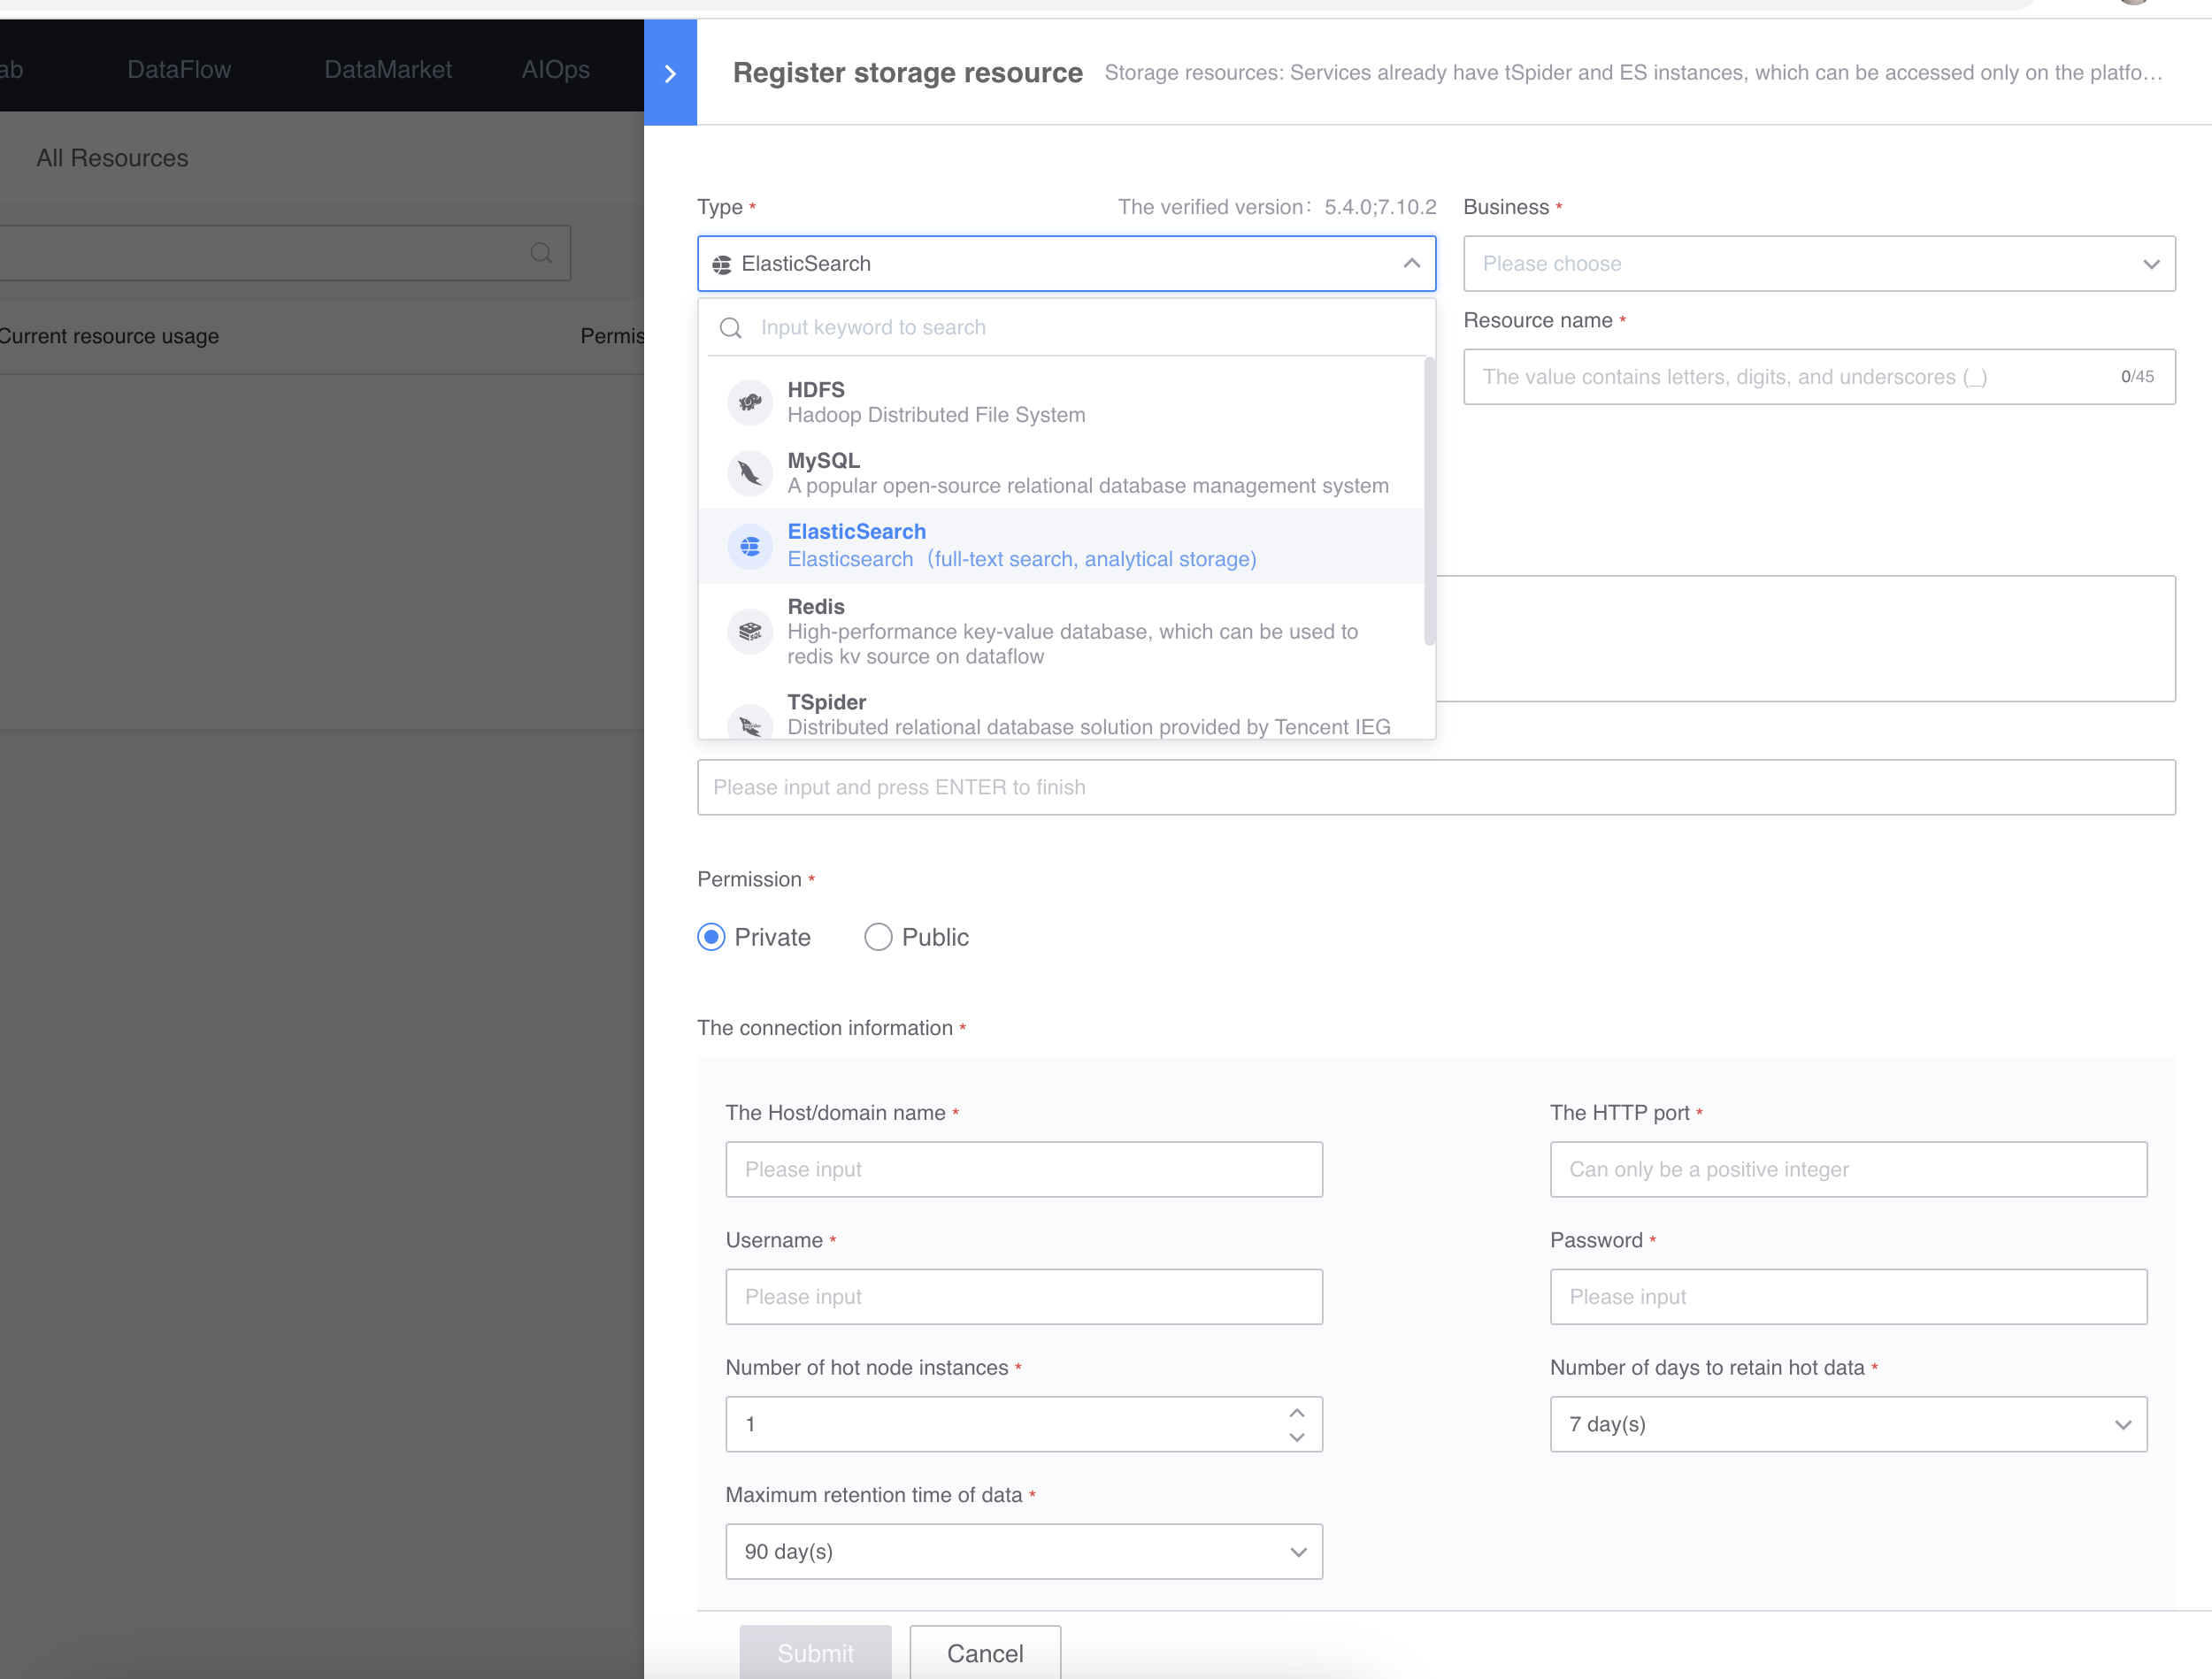 ab
DataFlow
DataMarket
AIOps
All Resources
Current resource usage
Permis
Register storage resource
Storage resources: Services already have tSpider and ES instances, which can be accessed only on the platfo...
Type *
The verified version：5.4.0;7.10.2
ElasticSearch
Input keyword to search
HDFS
Hadoop Distributed File System
MySQL
A popular open-source relational database management system
ElasticSearch
Elasticsearch（full-text search, analytical storage)
Redis
High-performance key-value database, which can be used to
redis kv source on dataflow
TSpider
Distributed relational database solution provided by Tencent IEG
Business *
Please choose
Resource name *
The value contains letters, digits, and underscores (_)
0/45
Please input and press ENTER to finish
Permission *
Private
Public
The connection information *
The Host/domain name *
Please input
The HTTP port *
Can only be a positive integer
Username *
Please input
Password *
Please input
Number of hot node instances *
1
Number of days to retain hot data *
7 day(s)
Maximum retention time of data *
90 day(s)
Submit
Cancel